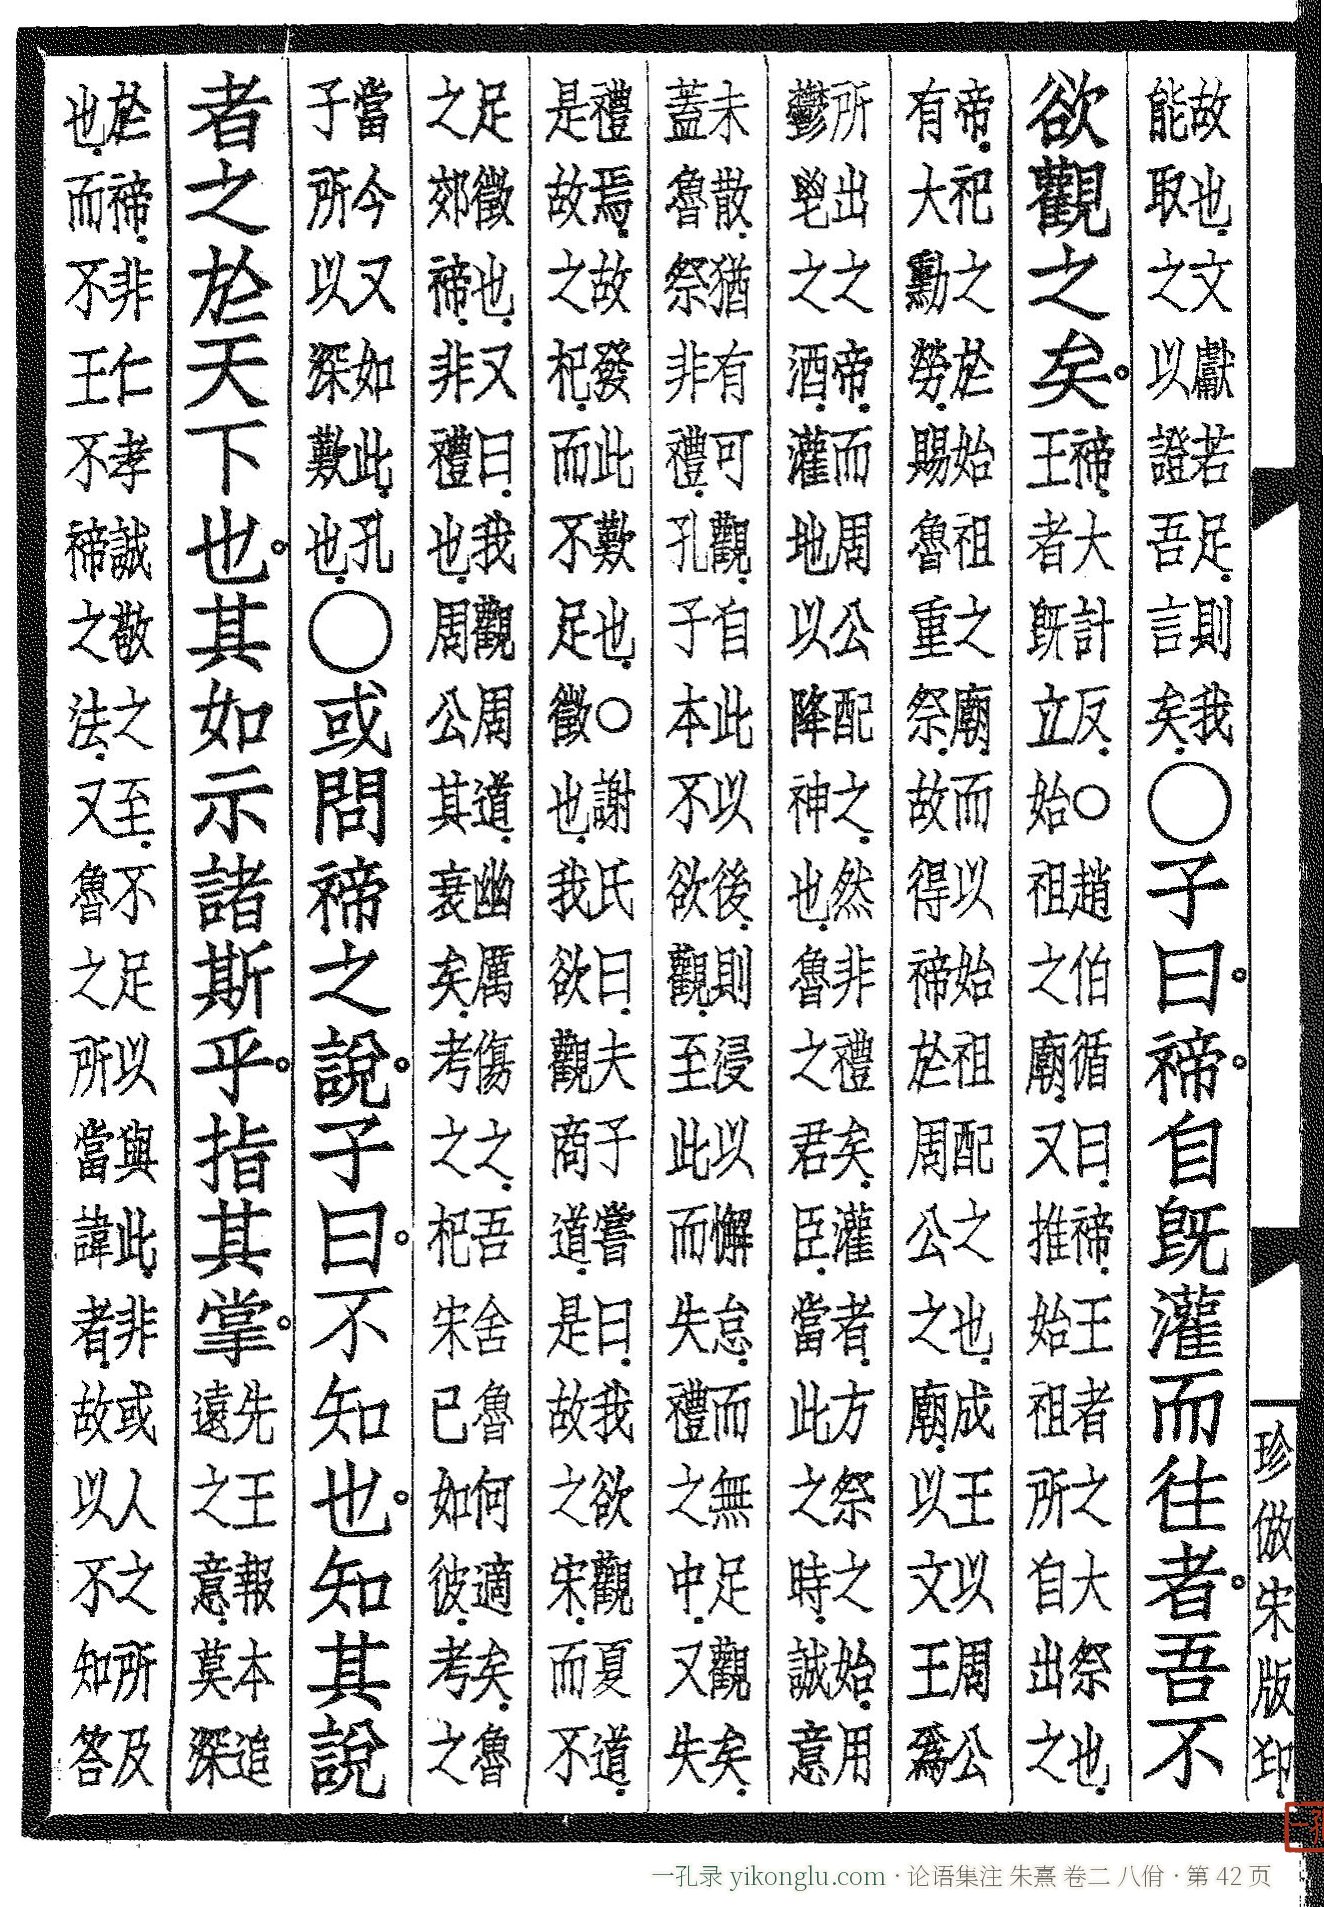 珍倣宋版印
故也。文獻若足。則我
能取之以證吾言矣。
○子曰。禘。自既灌而往者。吾不
欲觀之矣。
禘。大計反。○趙伯循曰。禘。王者之大祭也。
王者既立始祖之廟。又推始祖所自出之
帝。祀之於始祖之廟。而以始祖配之也。成王以周公
有大勳勞。賜魯重祭。故得禘於周公之廟。以文王爲
所出之帝。而周公配之。然非禮矣。灌者。方祭之始。用
鬱鬯之酒。灌地以降神也。魯之君臣。當此之時。誠意
未散。猶有可觀。自此以後。則浸以懈怠。而無足觀矣。
蓋魯祭非禮。孔子本不欲觀。至此而失禮之中。又失
禮焉。故發此歎也。○謝氏曰。夫子嘗曰。我欲觀夏道。
是故之杞。而不足徵也。我欲觀商道。是故之宋。而不
足徵也。又曰。我觀周道。幽厲傷之。吾舍魯何適矣。魯
之郊禘。非禮也。周公其衰矣。考之杞宋已如彼。考之
當今又如此。孔
子所以深歎也。
○或問禘之說。子曰。不知也。知其說
者之於天下也。其如示諸斯乎。指其掌。
先王報本追
遠之意。莫深
於禘。非仁孝誠敬之至。不足以與此。非或人之所及
也。而不王不禘之法。又魯之所當諱者。故以不知答
一孔录 yikonglu.com · 论语集注 朱熹 卷二 八佾 · 第 42 页